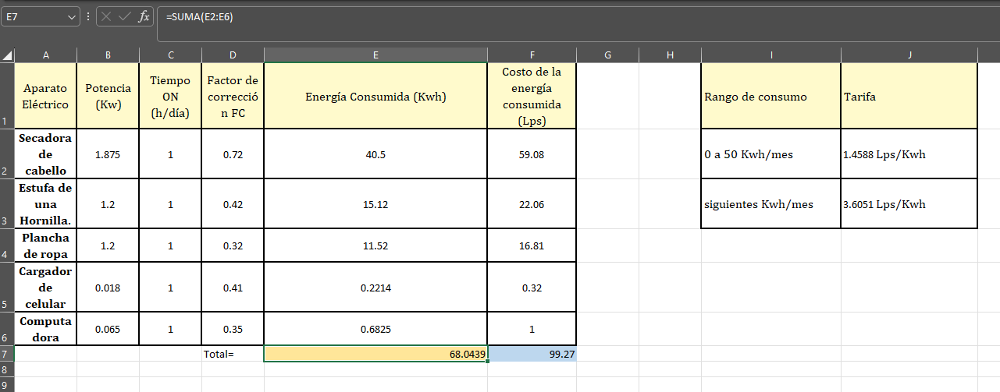 E7 fx =SUMA(E2:E6)
A B C D E F G H I J
1 Aparato Eléctrico Potencia (Kw) Tiempo ON (h/día) Factor de correcció n FC Energía Consumida (Kwh) Costo de la energía consumida (Lps) Rango de consumo Tarifa
2 Secadora de cabello 1.875 1 0.72 40.5 59.08 0 a 50 Kwh/mes 1.4588 Lps/Kwh
3 Estufa de una Hornilla. 1.2 1 0.42 15.12 22.06 siguientes Kwh/mes 3.6051 Lps/Kwh
4 Plancha de ropa 1.2 1 0.32 11.52 16.81
5 Cargador de celular 0.018 1 0.41 0.2214 0.32
6 Computa dora 0.065 1 0.35 0.6825 1
7 Total= 68.0439 99.27
8
9